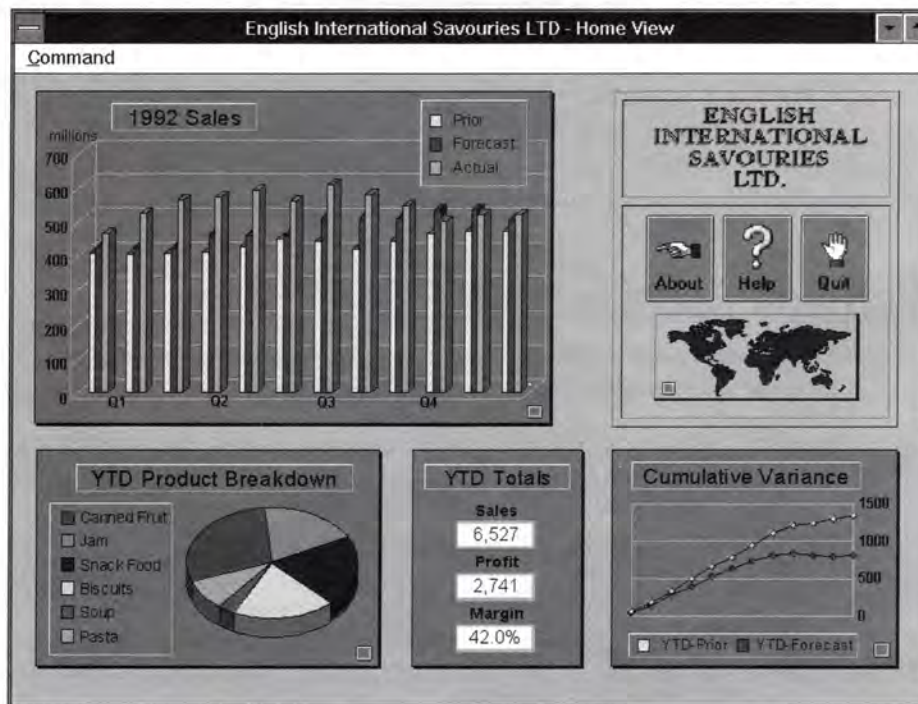 English International Savouries LTD - Home View
Command
1992 Sales
millions
700
600
500
400
300
200
100
0
Q1 Q2 Q3 Q4
Prior
Forecast
Actual
ENGLISH
INTERNATIONAL
SAVOURIES
LTD.
About Help Quit
YTD Product Breakdown
Canned Fruit
Jam
Snack Food
Biscuits
Soup
Pasta
YTD Totals
Sales
6,527
Profit
2,741
Margin
42.0%
Cumulative Variance
1500
1000
500
0
YTD-Prior YTD-Forecast